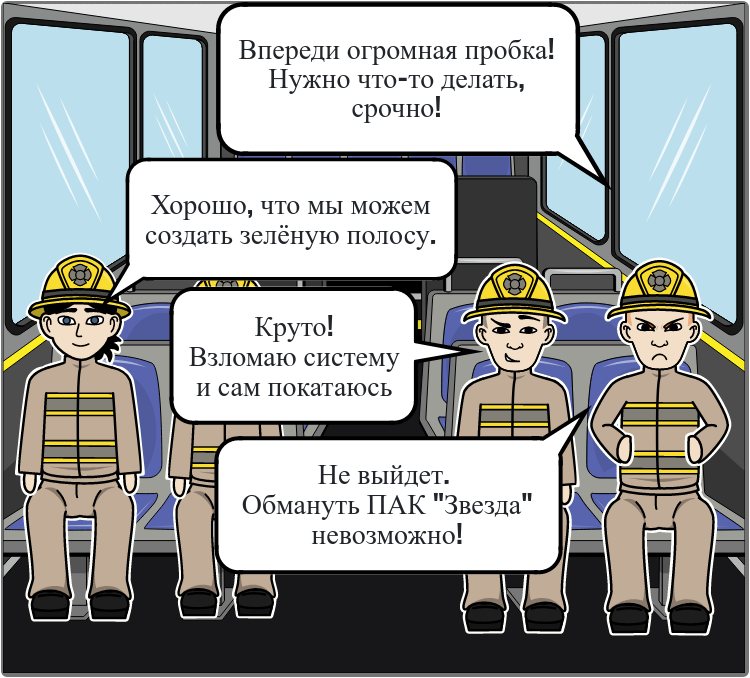 Впереди огромная пробка!
Нужно что-то делать,
срочно!
Хорошо, что мы можем
создать зелёную полосу.
Круто!
Взломаю систему
и сам покатаюсь
Не выйдет.
Обмануть ПАК "Звезда"
невозможно!